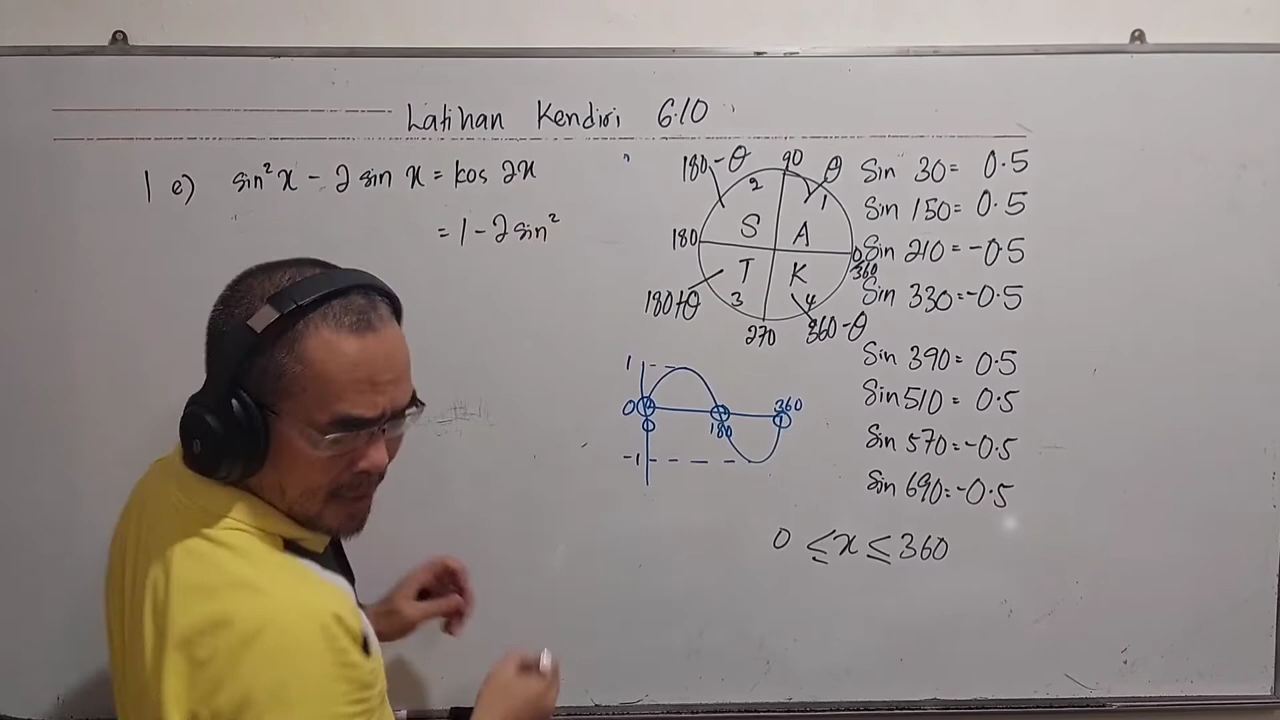 Latihan Kendiri 6.10
1 e) sin²x - 2 sin x = kos 2x
= 1 - 2 sin²
180-θ 90 θ
2 1
S A
180 0
360
T K
3 4
180+θ 270 360-θ
Sin 30 = 0.5
Sin 150 = 0.5
Sin 210 = -0.5
Sin 330 = -0.5
Sin 390 = 0.5
Sin 510 = 0.5
Sin 570 = -0.5
Sin 690 = -0.5
1
0 360
0 180
-1
0 ≤ x ≤ 360